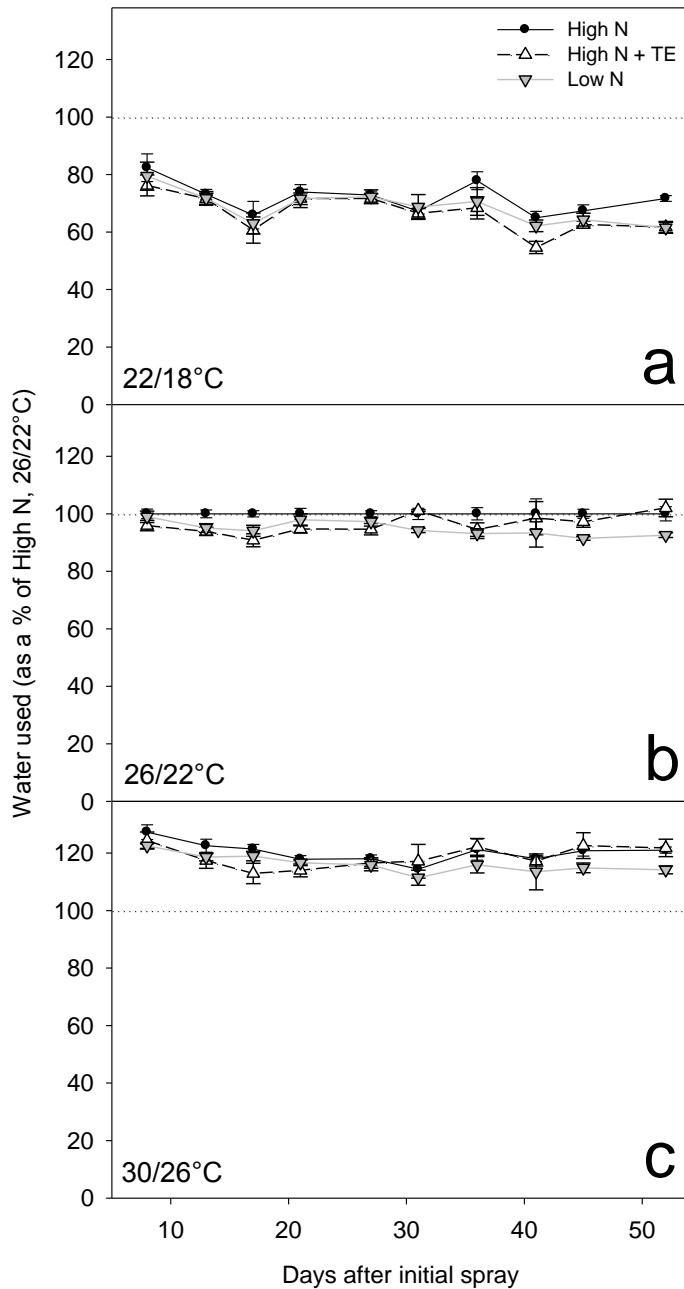 High N
High N + TE
Low N
120
100
80
60
40
20
0
22/18°C
a
120
100
80
60
40
20
0
26/22°C
b
120
100
80
60
40
20
0
30/26°C
c
10 20 30 40 50
Days after initial spray
Water used (as a % of High N, 26/22°C)